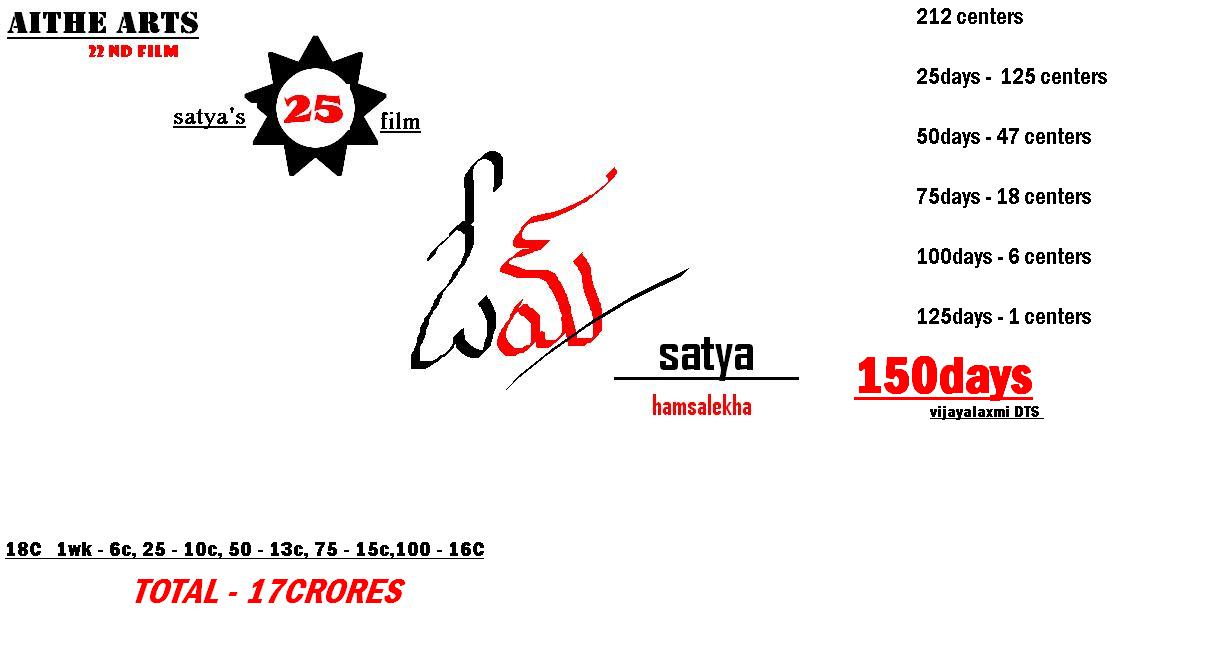 AITHE ARTS
22 ND FILM
satya's 25 film
satya
hamsalekha
212 centers
25days - 125 centers
50days - 47 centers
75days - 18 centers
100days - 6 centers
125days - 1 centers
150days
vijayalaxmi DTS
18C 1wk - 6c, 25 - 10c, 50 - 13c, 75 - 15c,100 - 16C
TOTAL - 17CRORES